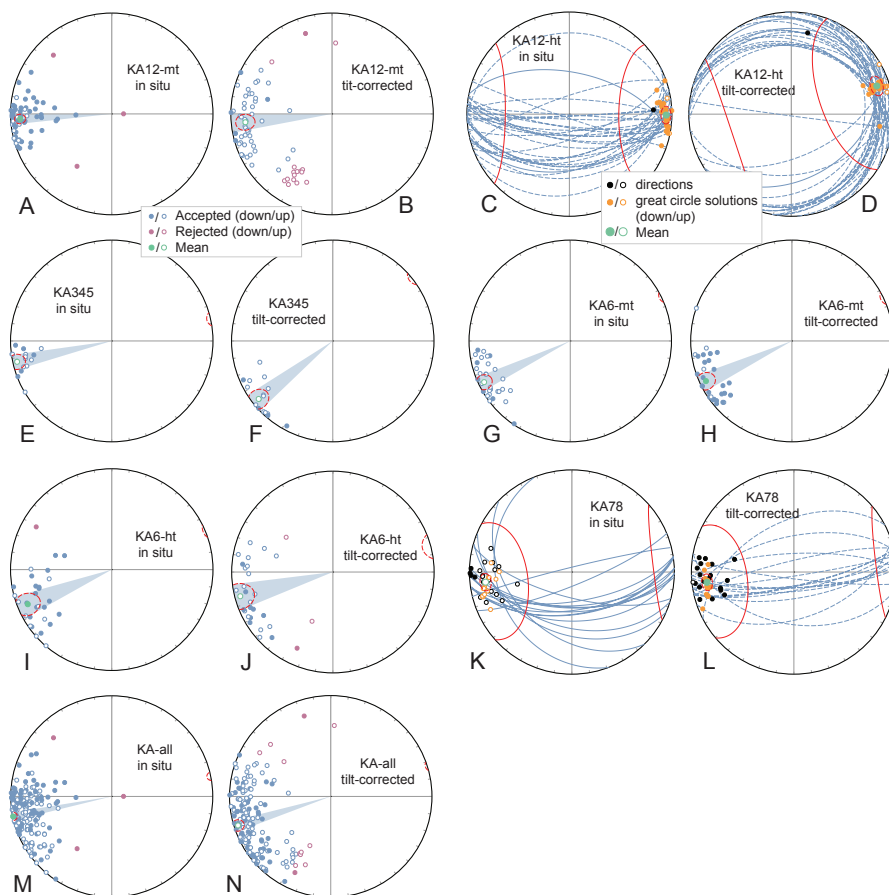 KA12-mt
in situ
A
KA12-mt
tit-corrected
B
KA12-ht
in situ
C
KA12-ht
tilt-corrected
D
/ Accepted (down/up)
/ Rejected (down/up)
/ Mean
/ directions
/ great circle solutions
(down/up)
/ Mean
KA345
in situ
E
KA345
tilt-corrected
F
KA6-mt
in situ
G
KA6-mt
tilt-corrected
H
KA6-ht
in situ
I
KA6-ht
tilt-corrected
J
KA78
in situ
K
KA78
tilt-corrected
L
KA-all
in situ
M
KA-all
tilt-corrected
N